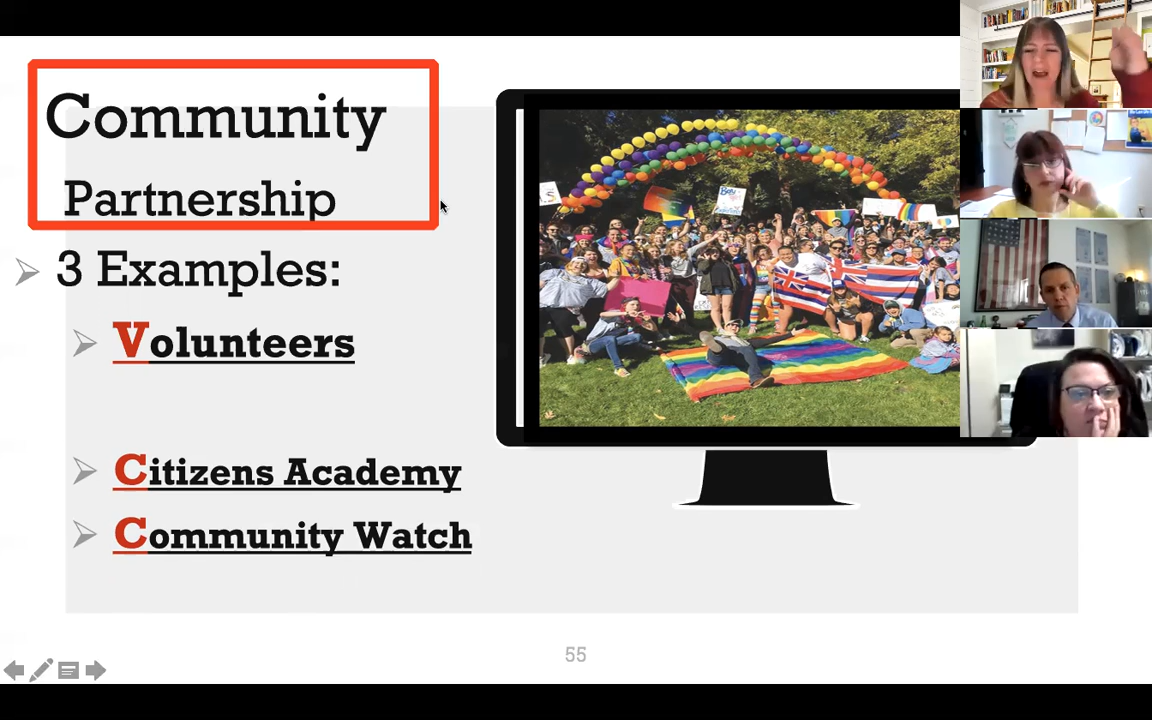 Community
Partnership
3 Examples:
Volunteers
Citizens Academy
Community Watch
55